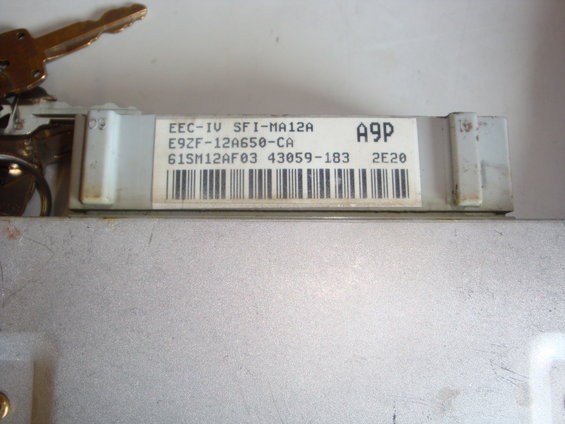 EEC-IV SFI-MA12A
A9P
E9ZF-12A650-CA
61SM12AF03 43059-183 2E20